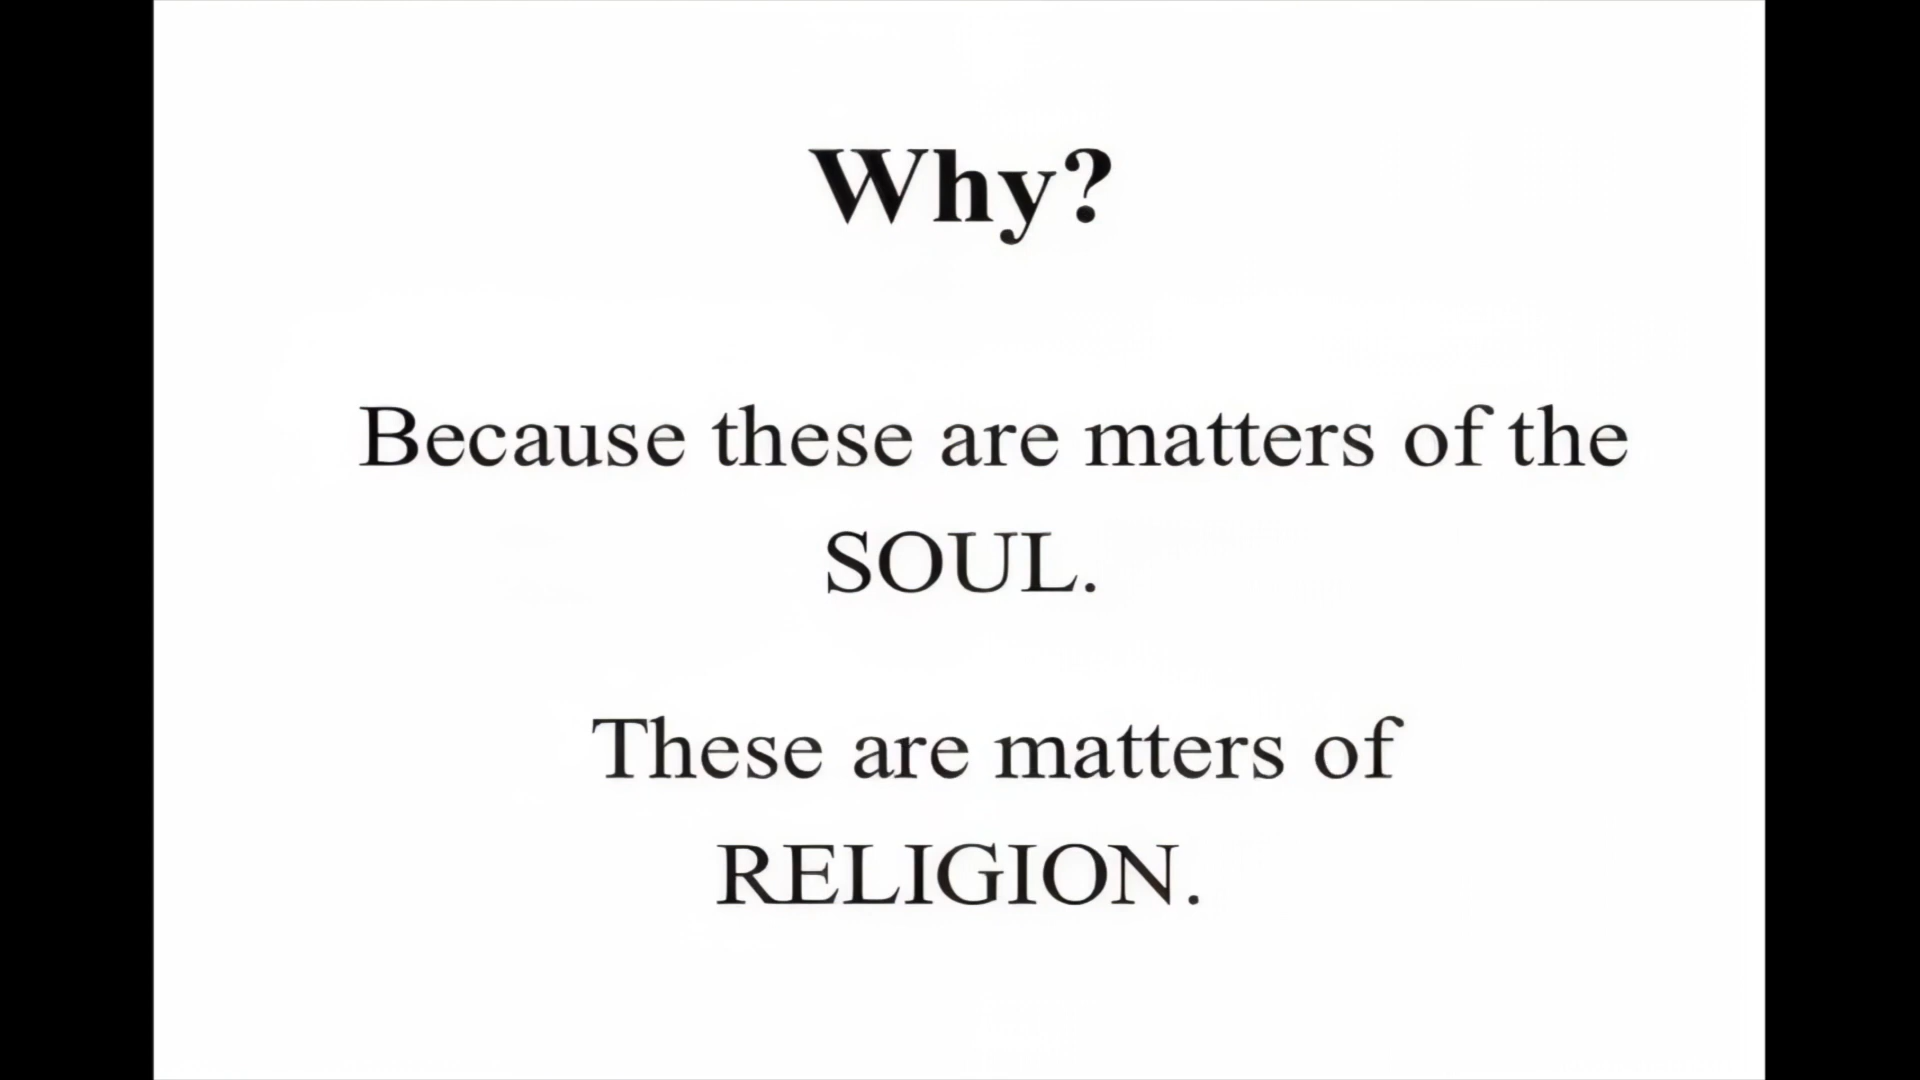 Why?
Because these are matters of the
SOUL.
These are matters of
RELIGION.